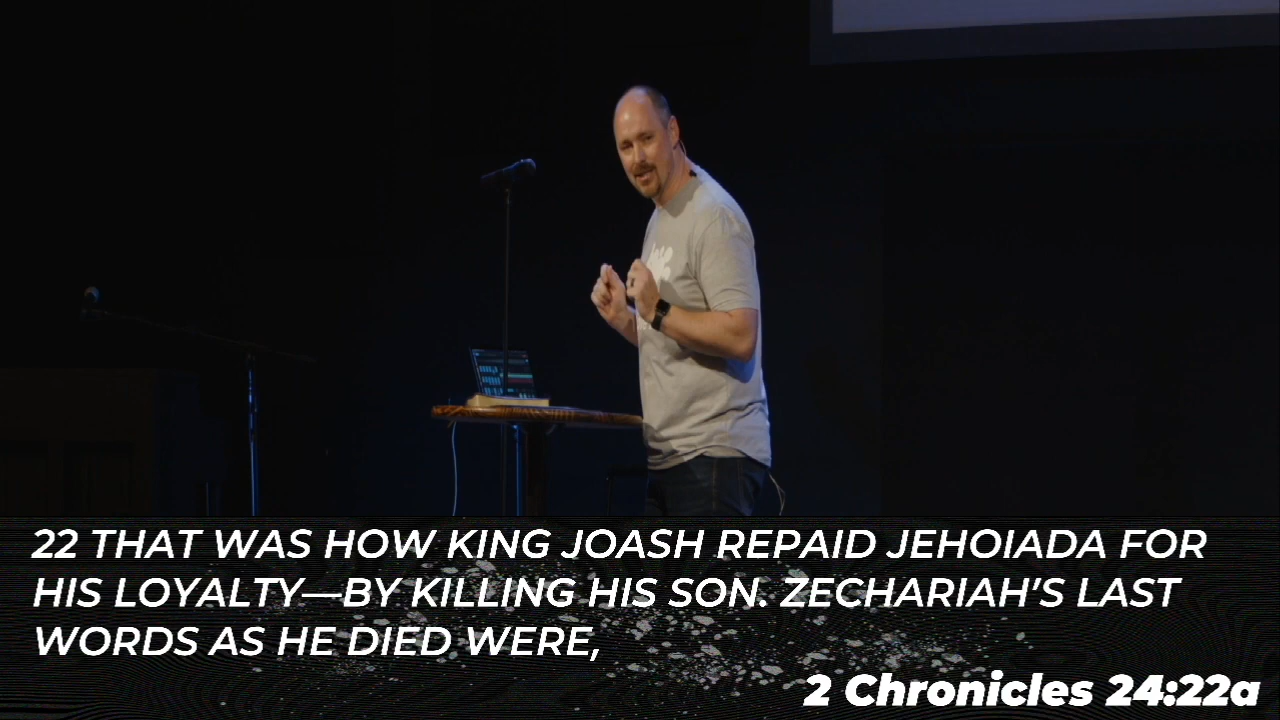 22 THAT WAS HOW KING JOASH REPAID JEHOIADA FOR
HIS LOYALTY—BY KILLING HIS SON. ZECHARIAH'S LAST
WORDS AS HE DIED WERE,
2 Chronicles 24:22a